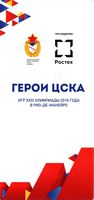 ПРИ ПОДДЕРЖКЕ
Ростех
ГЕРОИ ЦСКА
ИГР XXXI ОЛИМПИАДЫ 2016 ГОДА
В РИО-ДЕ-ЖАНЕЙРО